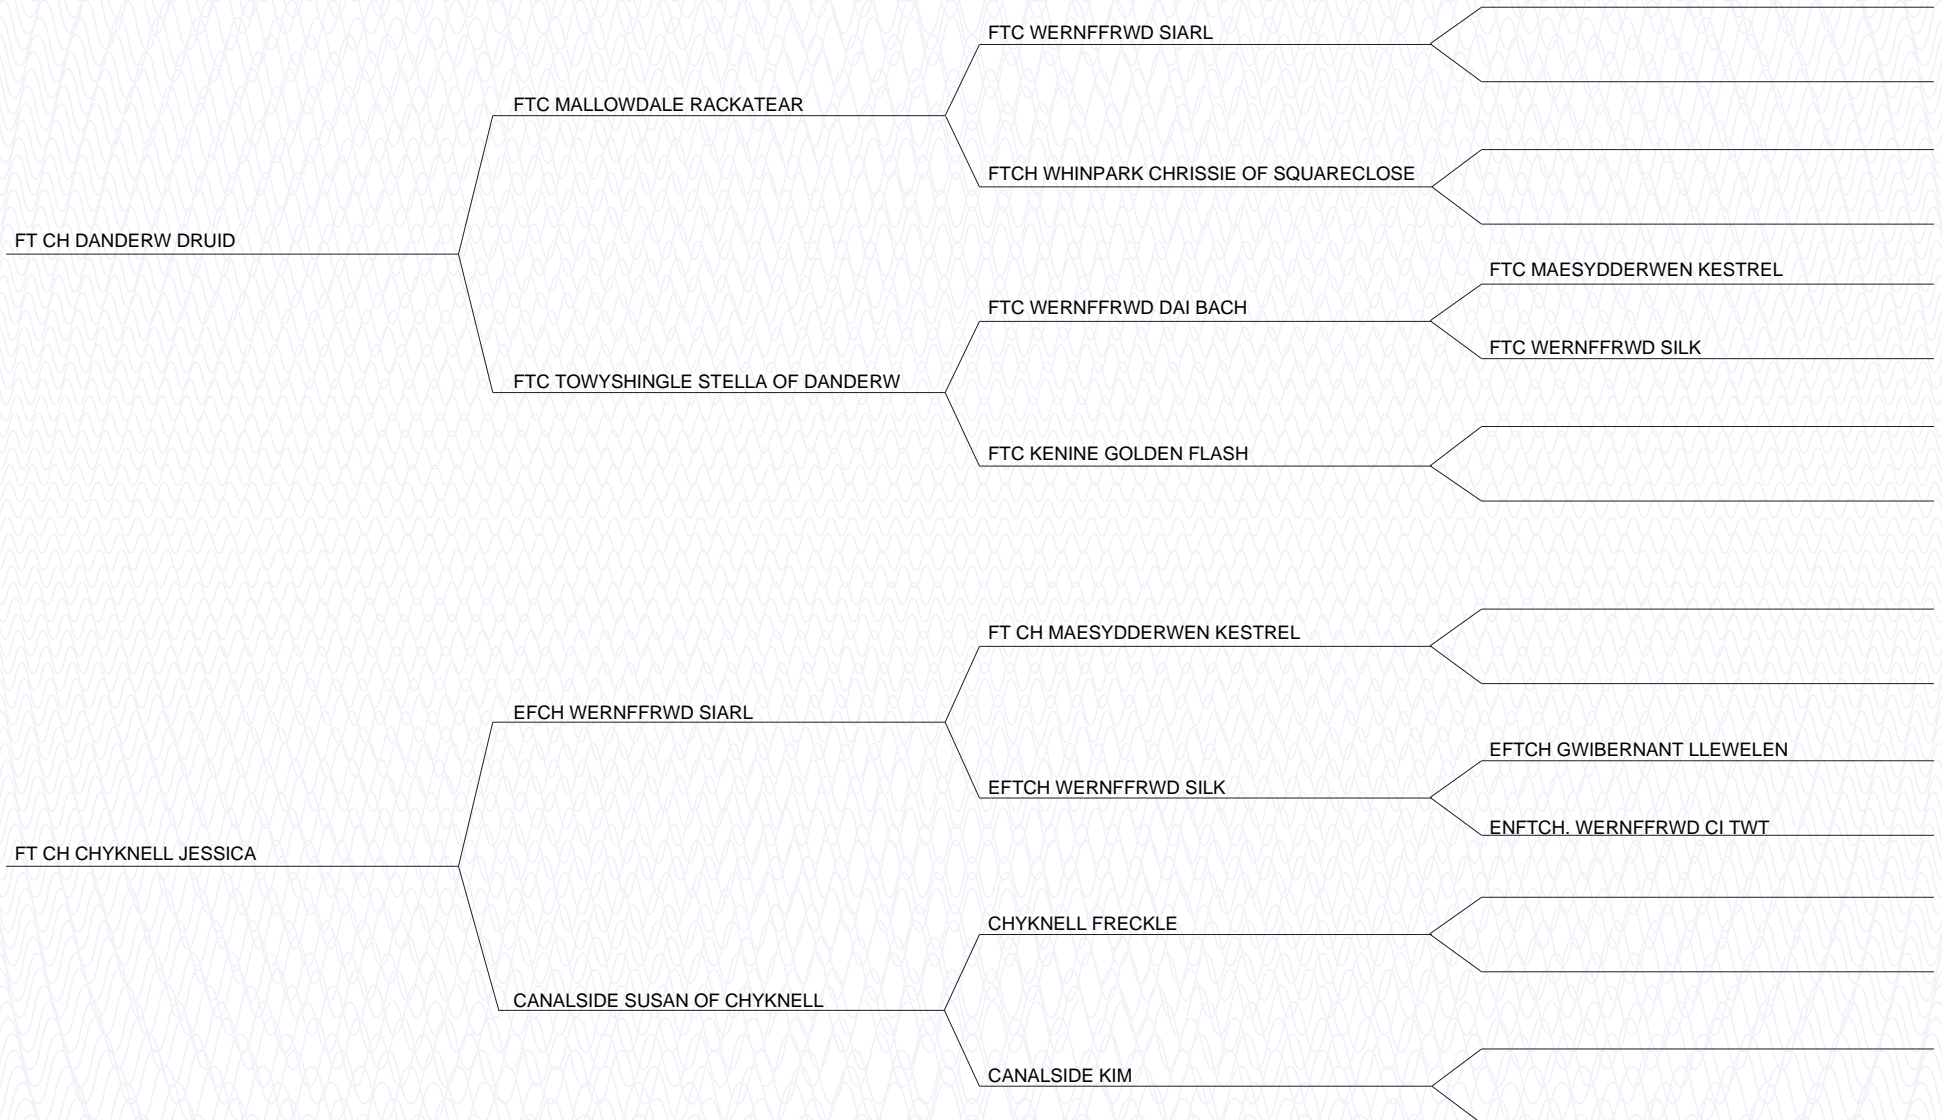 FTC WERNFFRWD SIARL
FTC MALLOWDALE RACKATEAR
FTCH WHINPARK CHRISSIE OF SQUARECLOSE
FT CH DANDERW DRUID
FTC MAESYDDERWEN KESTREL
FTC WERNFFRWD DAI BACH
FTC WERNFFRWD SILK
FTC TOWYSHINGLE STELLA OF DANDERW
FTC KENINE GOLDEN FLASH
FT CH MAESYDDERWEN KESTREL
EFCH WERNFFRWD SIARL
EFTCH GWIBERNANT LLEWELEN
EFTCH WERNFFRWD SILK
ENFTCH. WERNFFRWD CI TWT
FT CH CHYKNELL JESSICA
CHYKNELL FRECKLE
CANALSIDE SUSAN OF CHYKNELL
CANALSIDE KIM